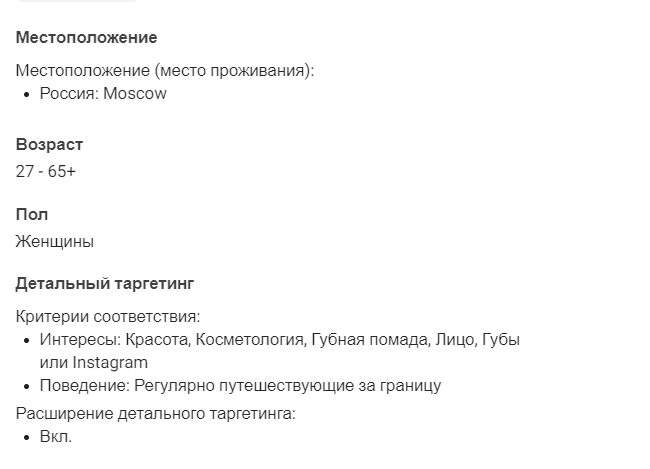 Местоположение
Местоположение (место проживания):
• Россия: Moscow
Возраст
27 - 65+
Пол
Женщины
Детальный таргетинг
Критерии соответствия:
• Интересы: Красота, Косметология, Губная помада, Лицо, Губы
или Instagram
• Поведение: Регулярно путешествующие за границу
Расширение детального таргетинга:
• Вкл.